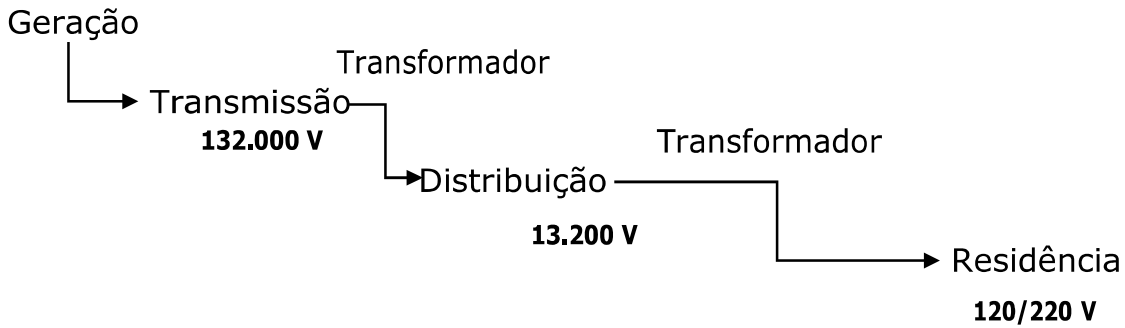 Geração
Transformador
Transmissão
132.000 V
Transformador
Distribuição
13.200 V
Residência
120/220 V